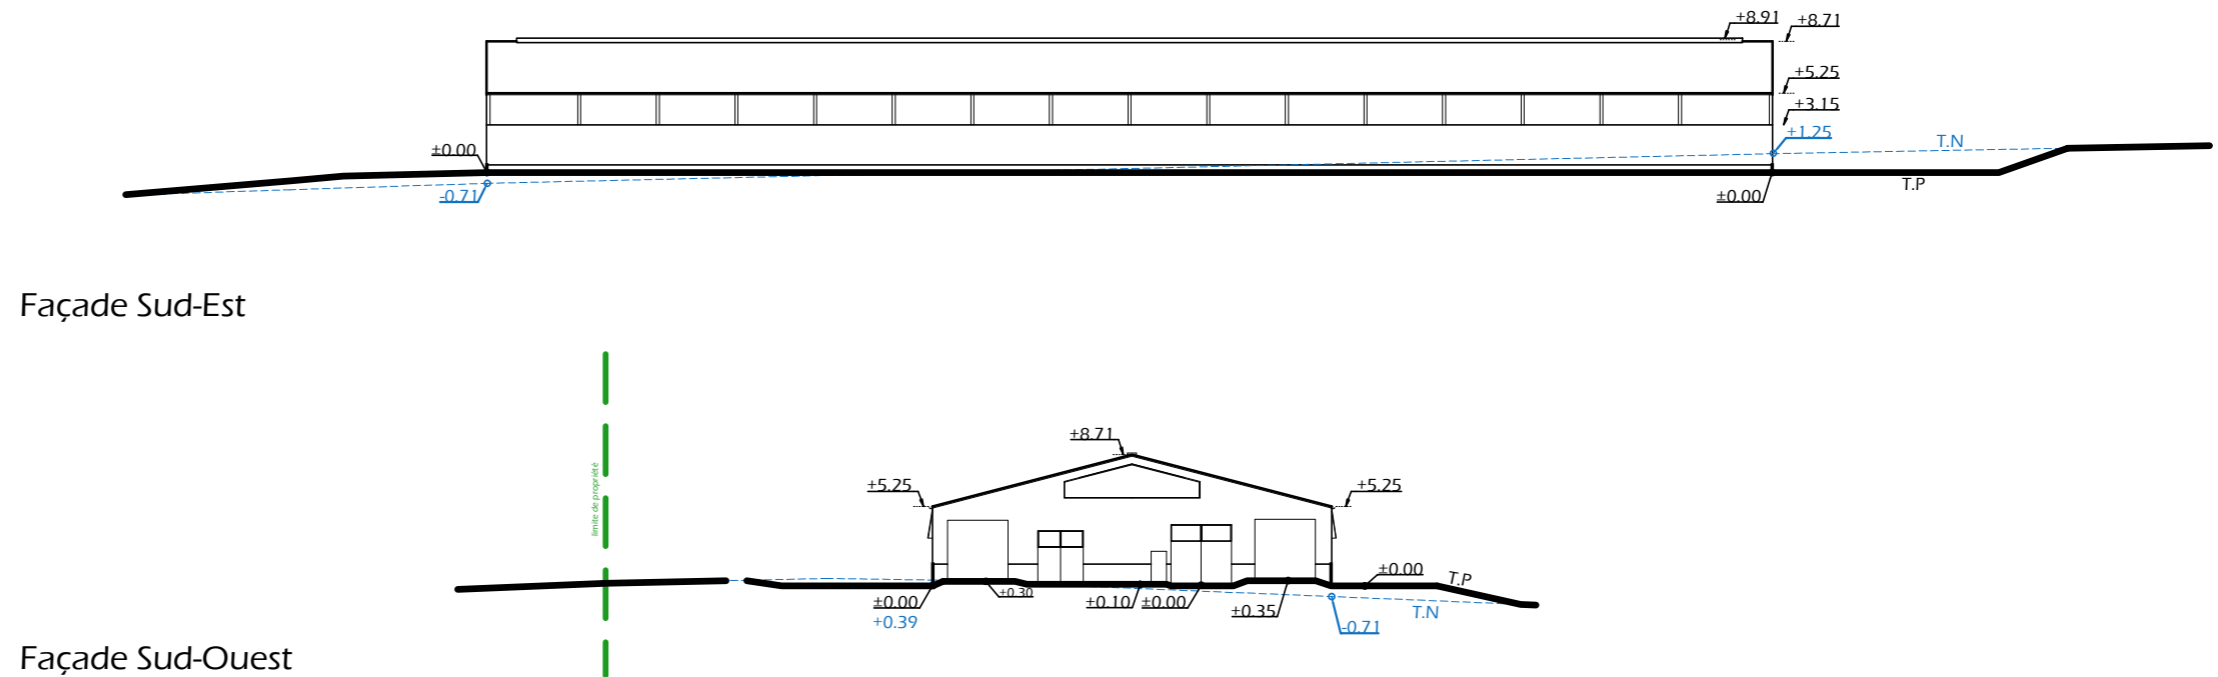 +8.91
+8.71
+5.25
+3.15
+1.25
T.N
±0.00
-0.71
±0.00
T.P
Façade Sud-Est
limite de propriété
+8.71
+5.25
+5.25
±0.00
T.P
±0.00
+0.39
±0.30
±0.10
±0.00
±0.35
-0.71
T.N
Façade Sud-Ouest